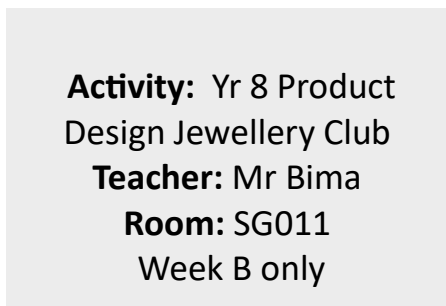 Activity:  Yr 8 Product
Design Jewellery Club
Teacher: Mr Bima
Room: SG011
Week B only